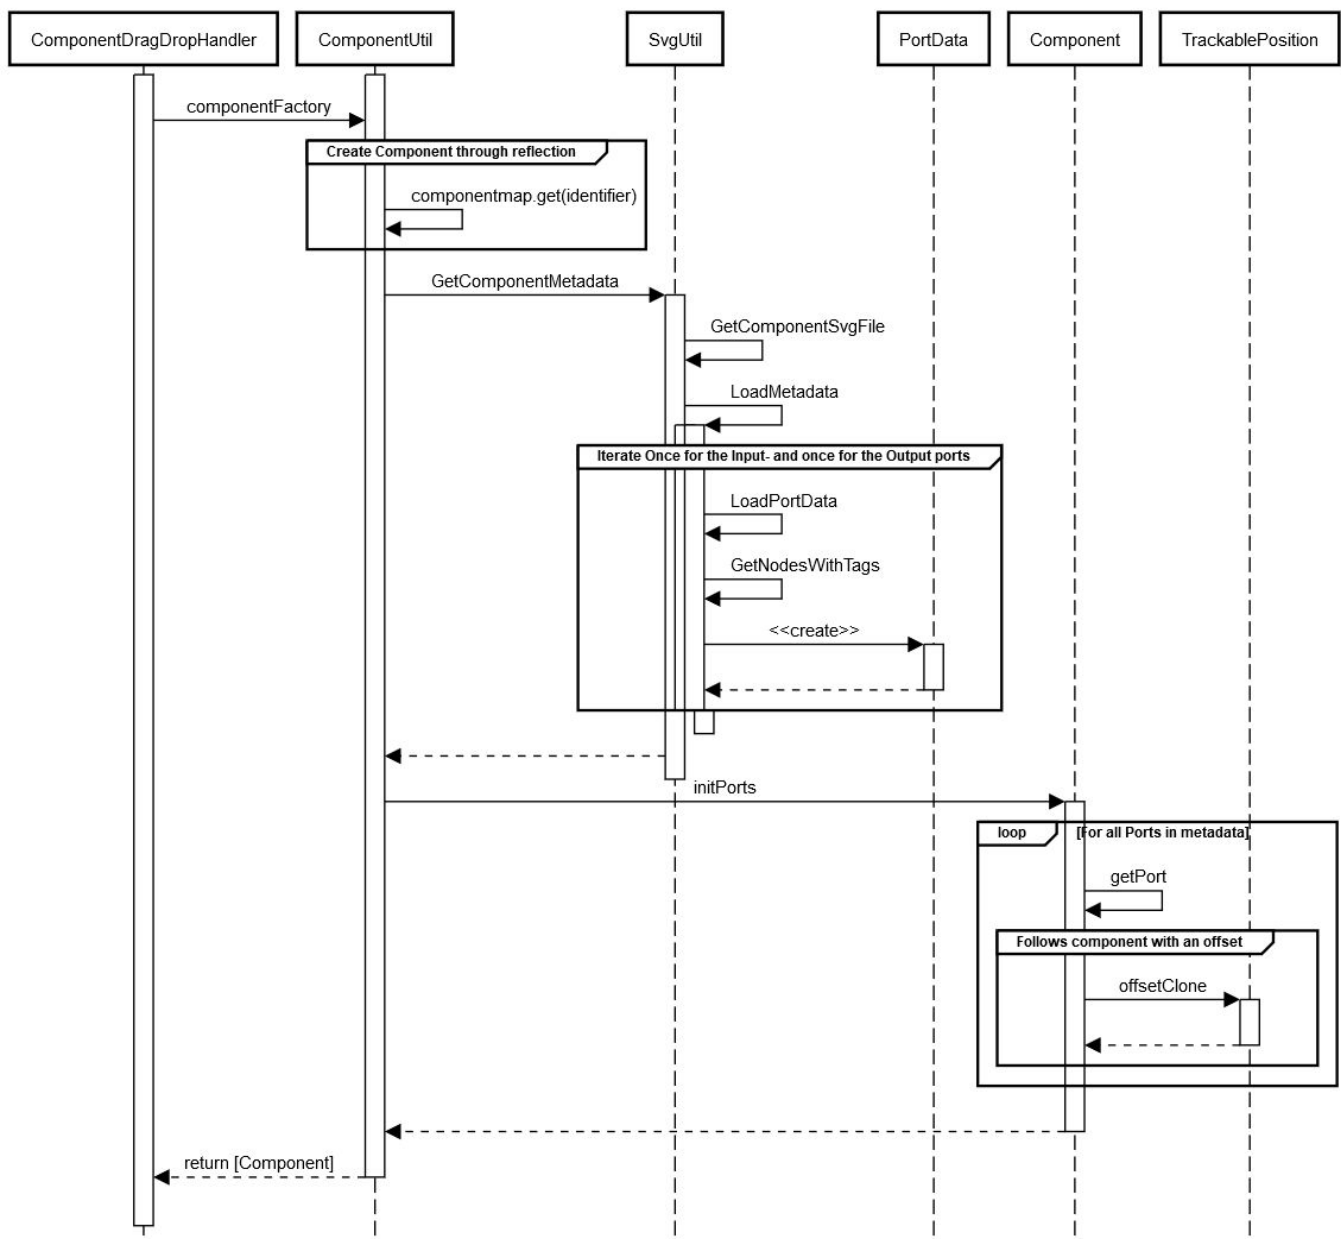 ComponentDragDropHandler
ComponentUtil
SvgUtil
PortData
Component
TrackablePosition
componentFactory
Create Component through reflection
componentmap.get(identifier)
GetComponentMetadata
GetComponentSvgFile
LoadMetadata
Iterate Once for the Input- and once for the Output ports
LoadPortData
GetNodesWithTags
<<create>>
initPorts
loop
[For all Ports in metadata]
getPort
Follows component with an offset
offsetClone
return [Component]